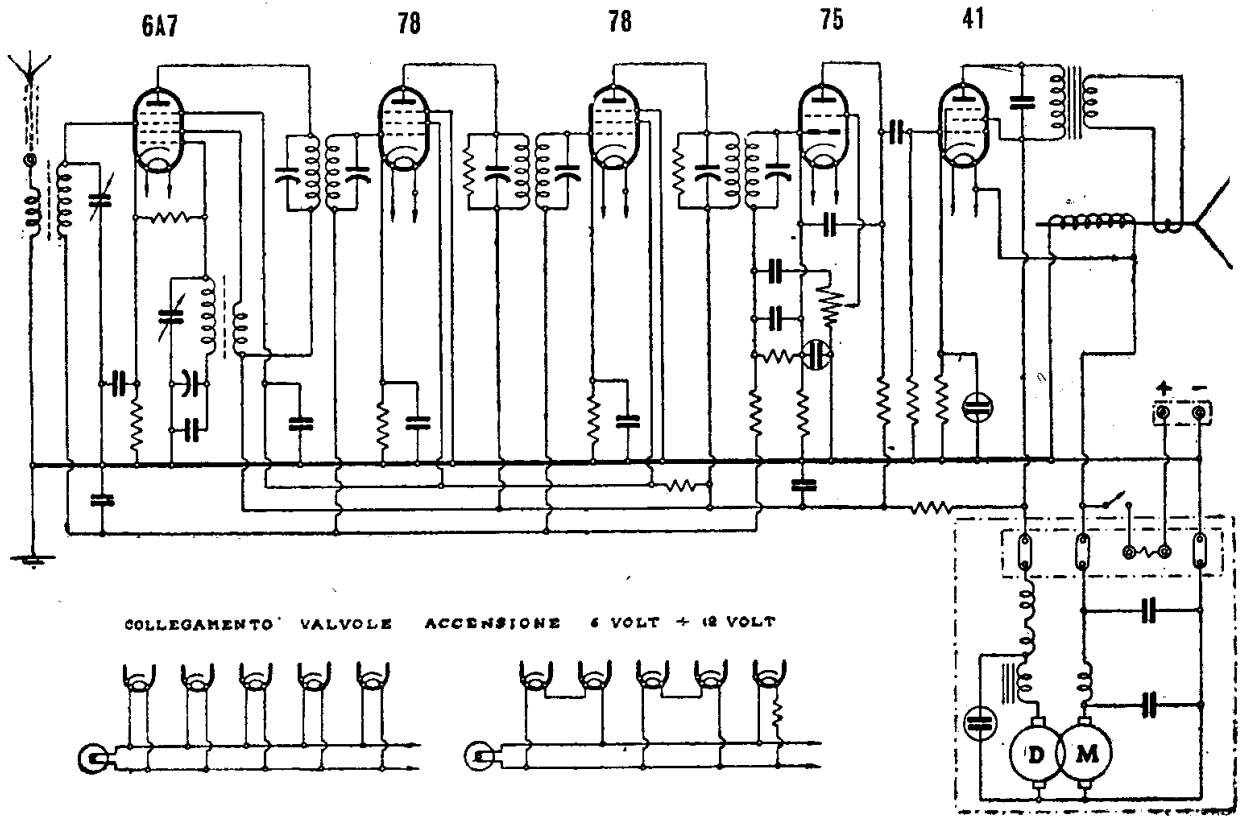 6A7 78 78 75 41
+ -
D M
COLLEGAMENTO VALVOLE ACCENSIONE 6 VOLT ÷ 12 VOLT